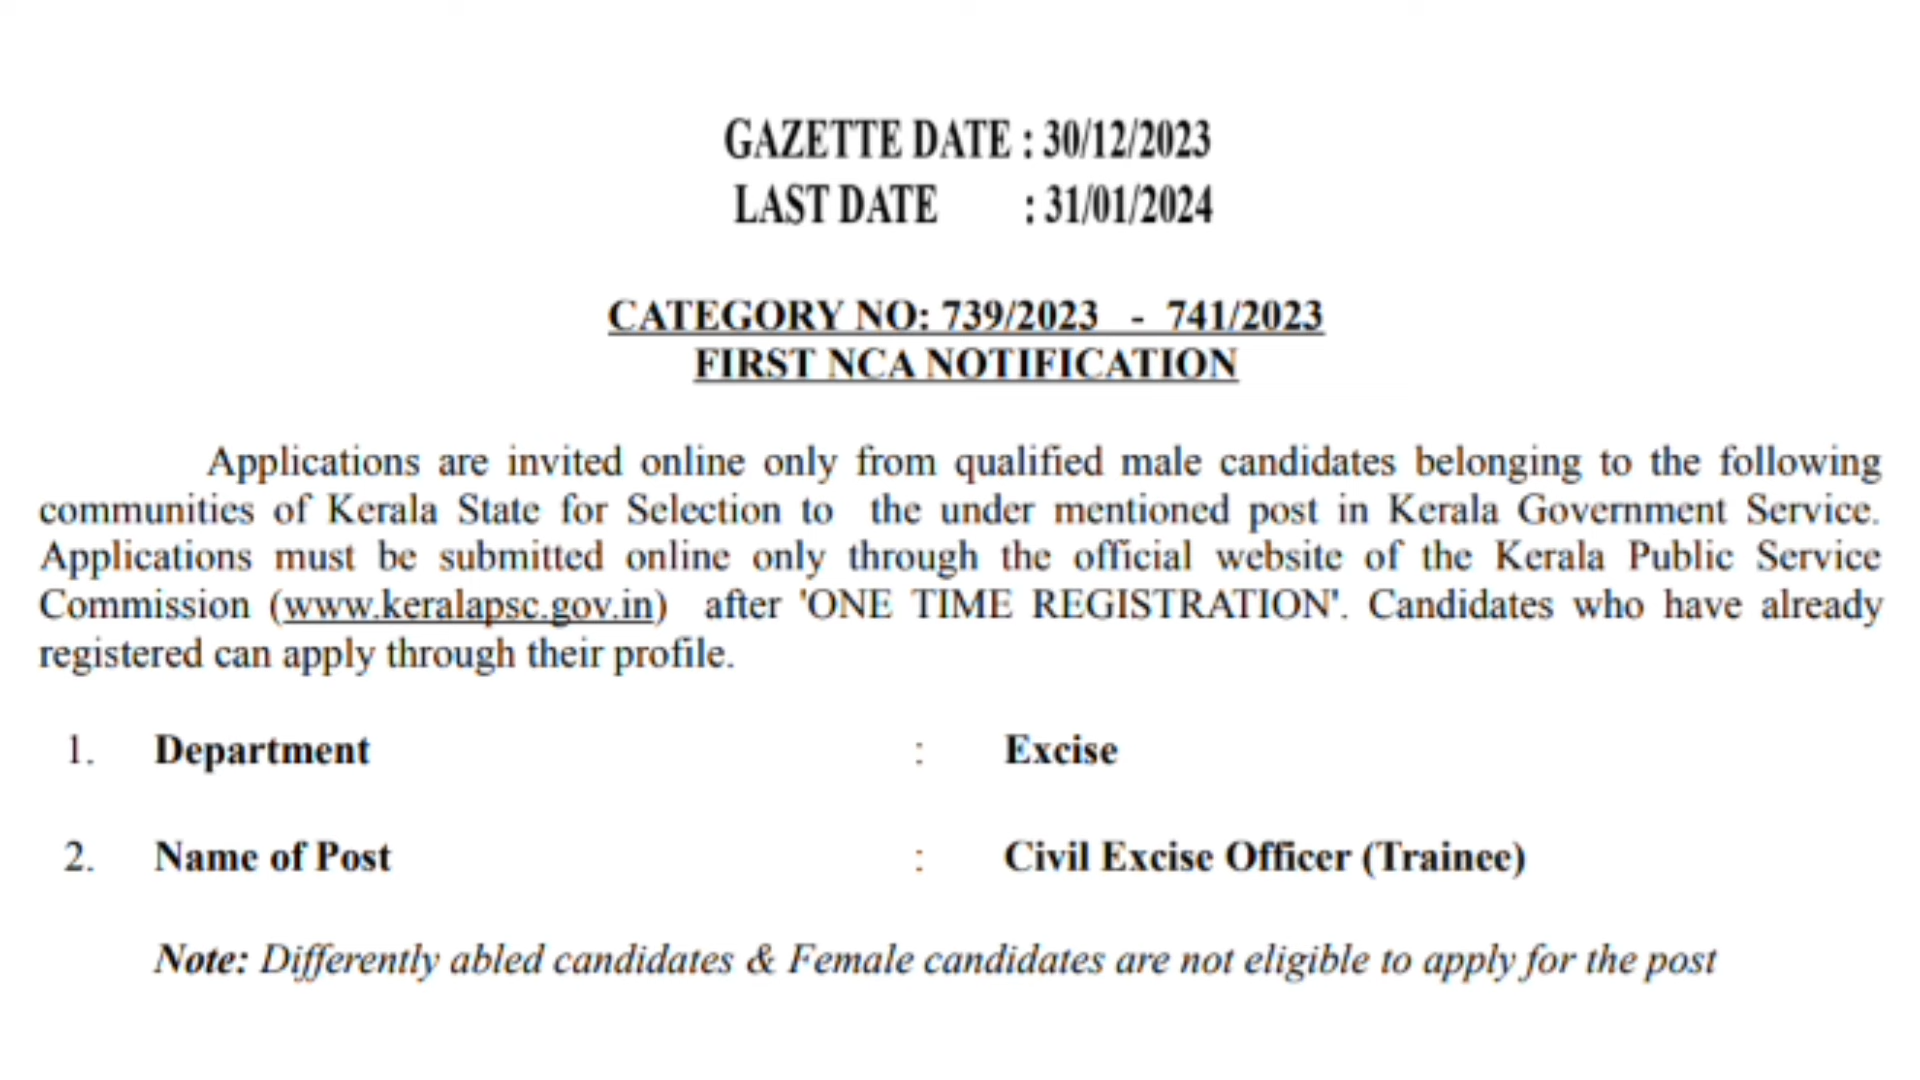 GAZETTE DATE : 30/12/2023
LAST DATE : 31/01/2024
CATEGORY NO: 739/2023 - 741/2023
FIRST NCA NOTIFICATION
Applications are invited online only from qualified male candidates belonging to the following
communities of Kerala State for Selection to the under mentioned post in Kerala Government Service.
Applications must be submitted online only through the official website of the Kerala Public Service
Commission (www.keralapsc.gov.in) after 'ONE TIME REGISTRATION'. Candidates who have already
registered can apply through their profile.
1. Department : Excise
2. Name of Post : Civil Excise Officer (Trainee)
Note: Differently abled candidates & Female candidates are not eligible to apply for the post